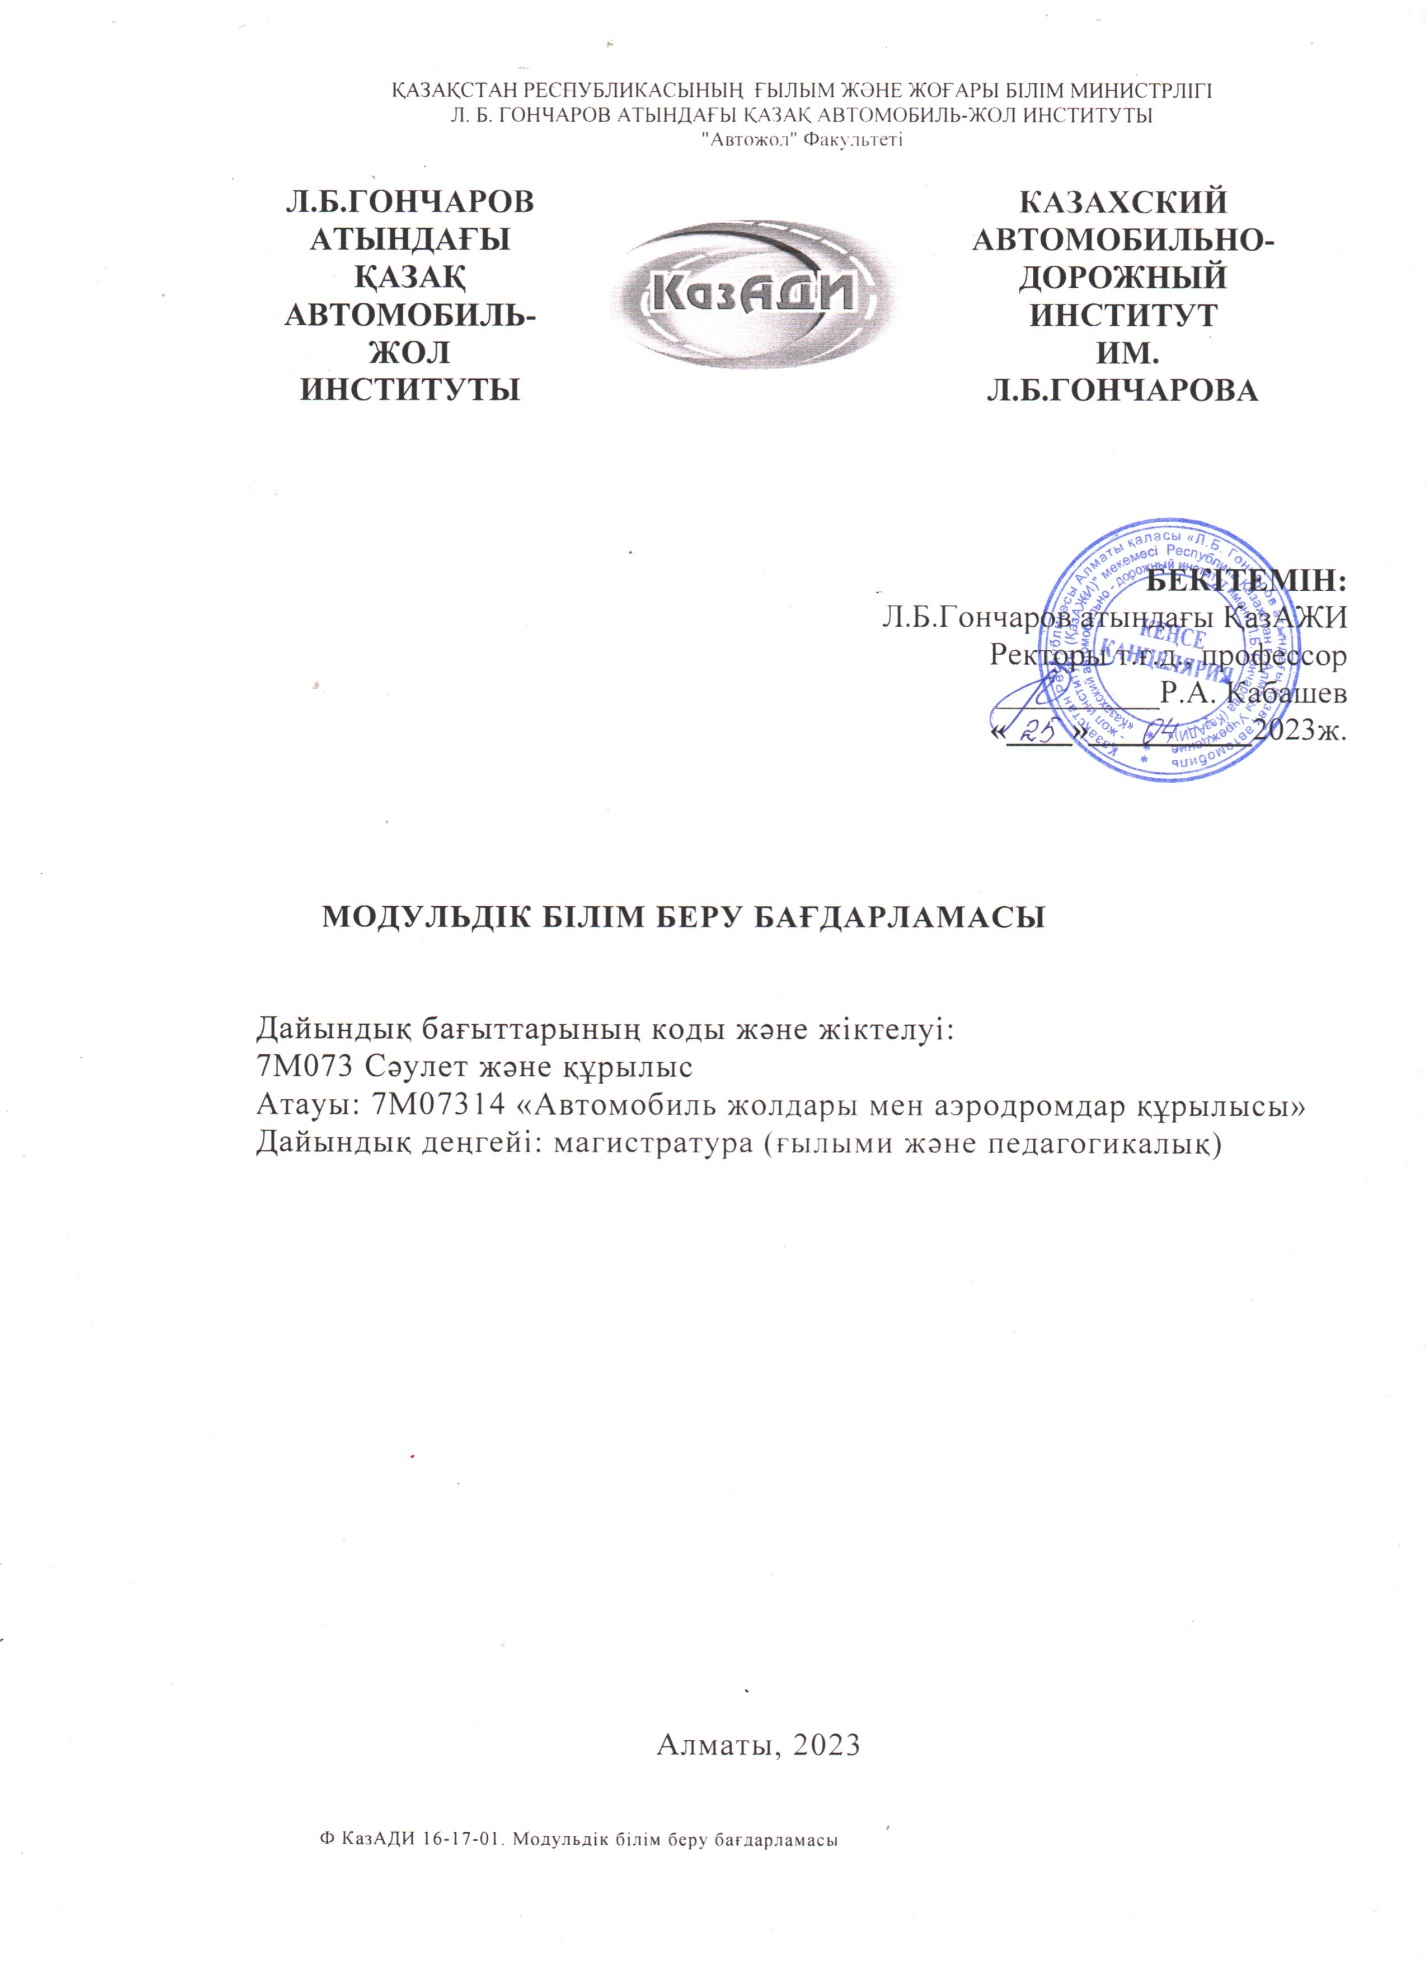 ҚАЗАҚСТАН РЕСПУБЛИКАСЫНЫҢ ҒЫЛЫМ ЖӘНЕ ЖОҒАРЫ БІЛІМ МИНИСТРЛІГІ
Л. Б. ГОНЧАРОВ АТЫНДАҒЫ ҚАЗАҚ АВТОМОБИЛЬ-ЖОЛ ИНСТИТУТЫ
"Автожол" Факультеті
Л.Б.ГОНЧАРОВ
АТЫНДАҒЫ
ҚАЗАҚ
АВТОМОБИЛЬ-
ЖОЛ
ИНСТИТУТЫ
КазАДИ
КАЗАХСКИЙ
АВТОМОБИЛЬНО-
ДОРОЖНЫЙ
ИНСТИТУТ
ИМ.
Л.Б.ГОНЧАРОВА
БЕКІТЕМІН:
Л.Б.Гончаров атындағы ҚазАЖИ
Ректоры т.ғ.д., профессор
__________Р.А. Кабашев
«25» 04 2023ж.
КЕҢСЕ
КАНЦЕЛЯРИЯ
МОДУЛЬДІК БІЛІМ БЕРУ БАҒДАРЛАМАСЫ
Дайындық бағыттарының коды және жіктелуі:
7М073 Сәулет және құрылыс
Атауы: 7М07314 «Автомобиль жолдары мен аэродромдар құрылысы»
Дайындық деңгейі: магистратура (ғылыми және педагогикалық)
Алматы, 2023
Ф КазАДИ 16-17-01. Модульдік білім беру бағдарламасы